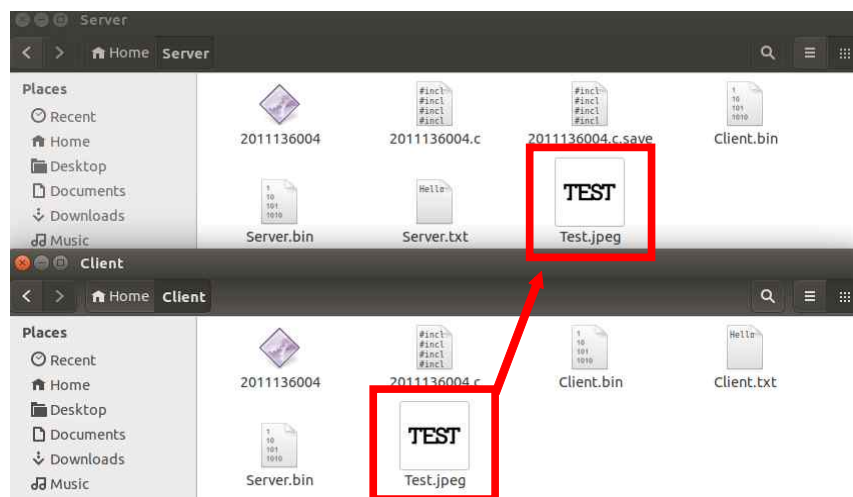 Server
Home Server
Places
Recent
Home
Desktop
Documents
Downloads
Music
2011136004
2011136004.c
2011136004.c.save
Client.bin
#incl
#incl
#incl
#incl
#incl
#incl
#incl
#incl
1
10
101
1010
Server.bin
Server.txt
Test.jpeg
1
10
101
1010
Hello
TEST
Client
Home Client
Places
Recent
Home
Desktop
Documents
Downloads
Music
2011136004
2011136004.c
Client.bin
Client.txt
#incl
#incl
#incl
#incl
1
10
101
1010
Hello
Server.bin
Test.jpeg
1
10
101
1010
TEST